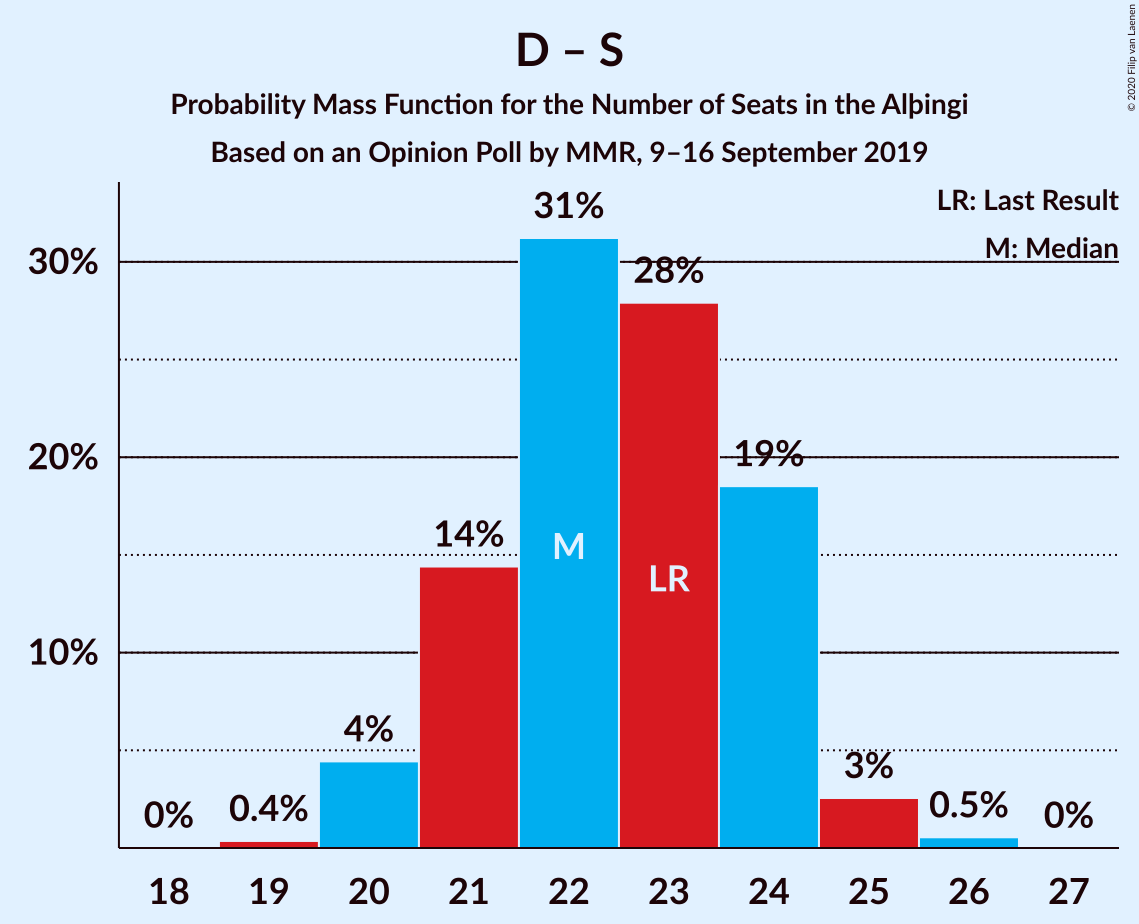 D – S
Probability Mass Function for the Number of Seats in the Alþingi
Based on an Opinion Poll by MMR, 9–16 September 2019
© 2020 Filip van Laenen
LR: Last Result
M: Median
31%
30%
28%
20%
19%
14%
M
LR
10%
4%
3%
0%
0.4%
0.5%
0%
18 19 20 21 22 23 24 25 26 27